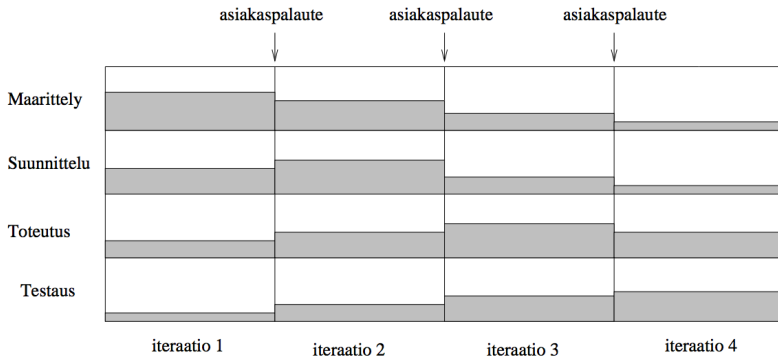 asiakaspalaute asiakaspalaute asiakaspalaute
Maarittely
Suunnittelu
Toteutus
Testaus
iteraatio 1 iteraatio 2 iteraatio 3 iteraatio 4